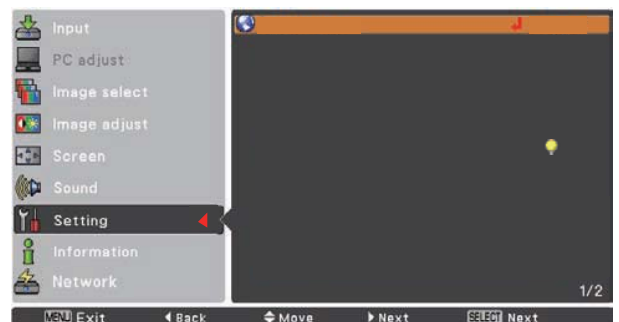 Input
PC adjust
Image select
Image adjust
Screen
Sound
Setting
Information
Network
1/2
MENU Exit Back Move Next SELECT Next